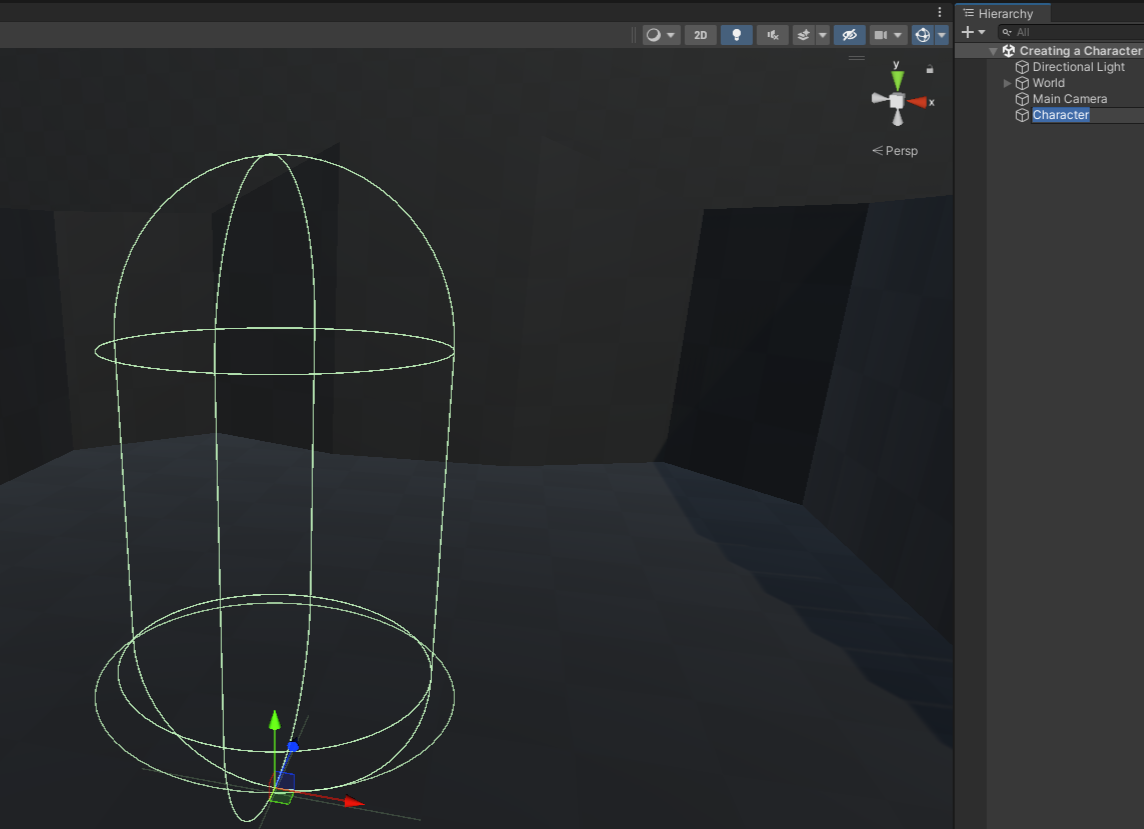 Hierarchy
2D
All
Creating a Character
Directional Light
World
Main Camera
Character
y
x
Persp